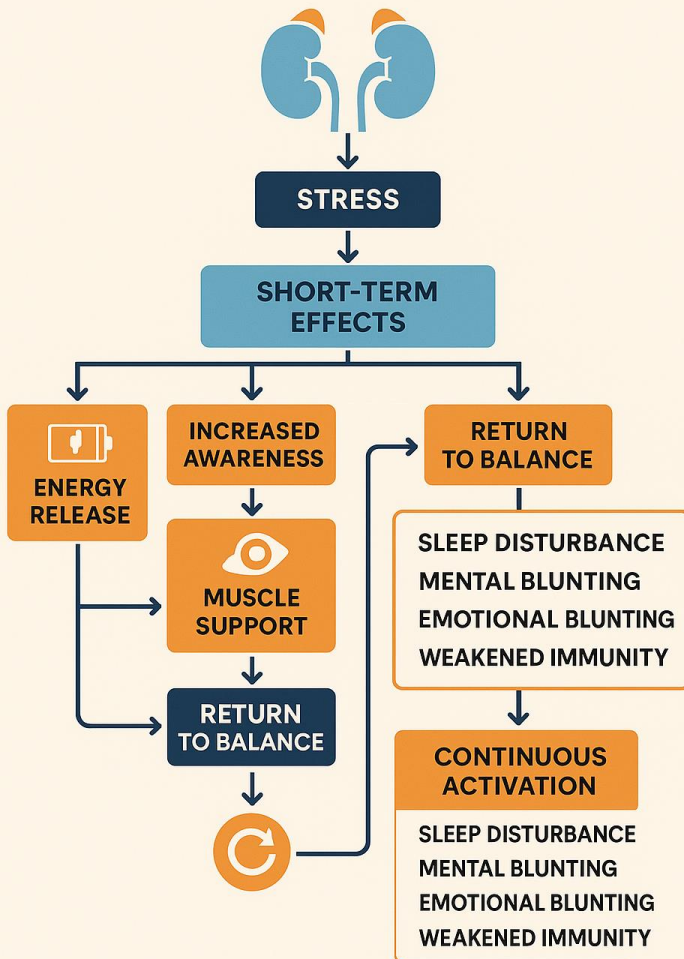 STRESS
SHORT-TERM
EFFECTS
ENERGY
RELEASE
INCREASED
AWARENESS
MUSCLE
SUPPORT
RETURN
TO BALANCE
RETURN
TO BALANCE
SLEEP DISTURBANCE
MENTAL BLUNTING
EMOTIONAL BLUNTING
WEAKENED IMMUNITY
CONTINUOUS
ACTIVATION
SLEEP DISTURBANCE
MENTAL BLUNTING
EMOTIONAL BLUNTING
WEAKENED IMMUNITY